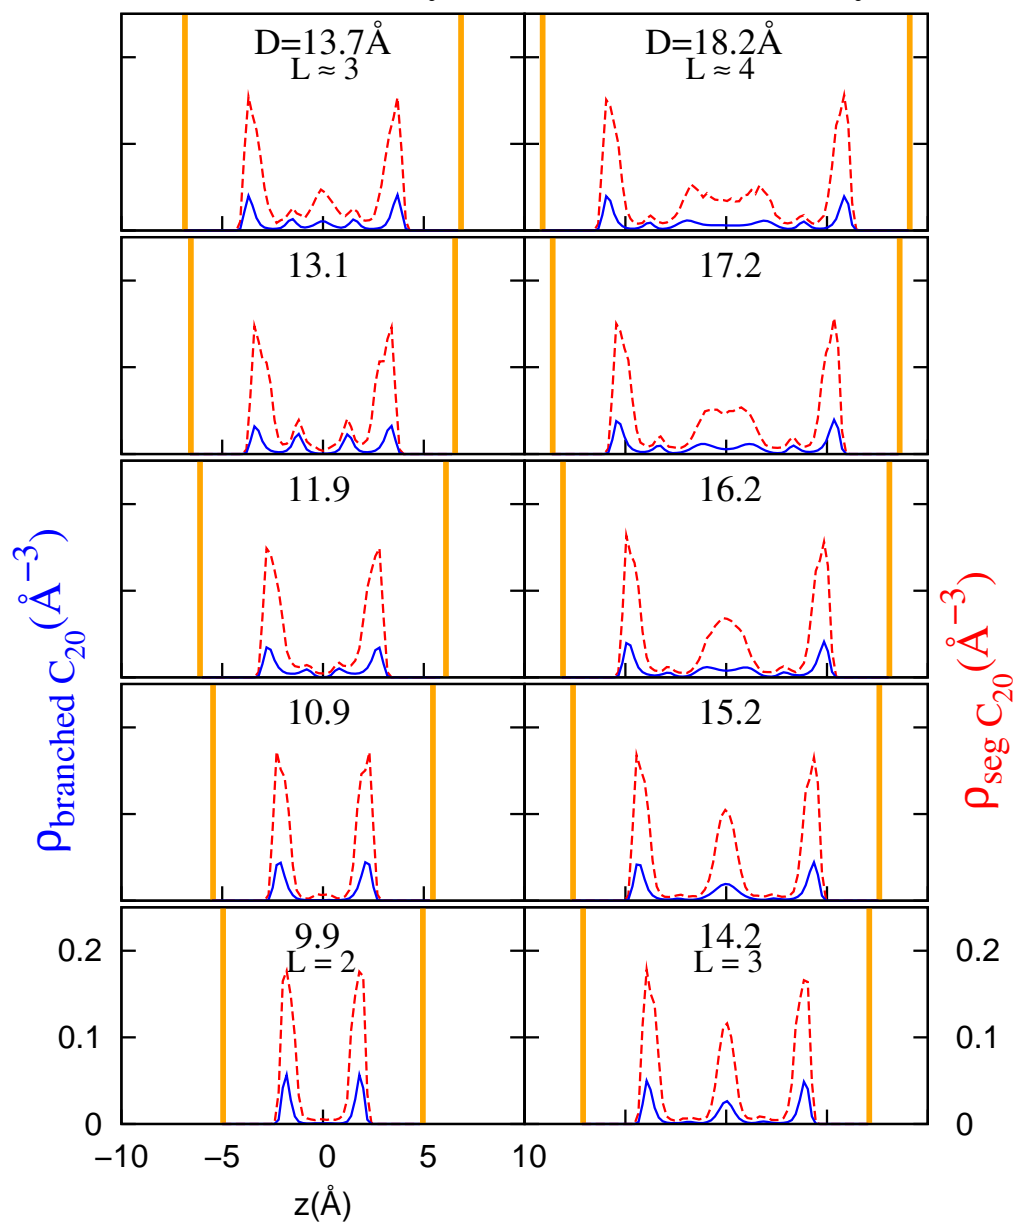 D=13.7Å
L ≈ 3
D=18.2Å
L ≈ 4
13.1
17.2
11.9
16.2
10.9
15.2
9.9
L = 2
14.2
L = 3
ρbranched C20(Å−3)
ρseg C20(Å−3)
0.2
0.1
0
0.2
0.1
0
−10 −5 0 5 10
z(Å)